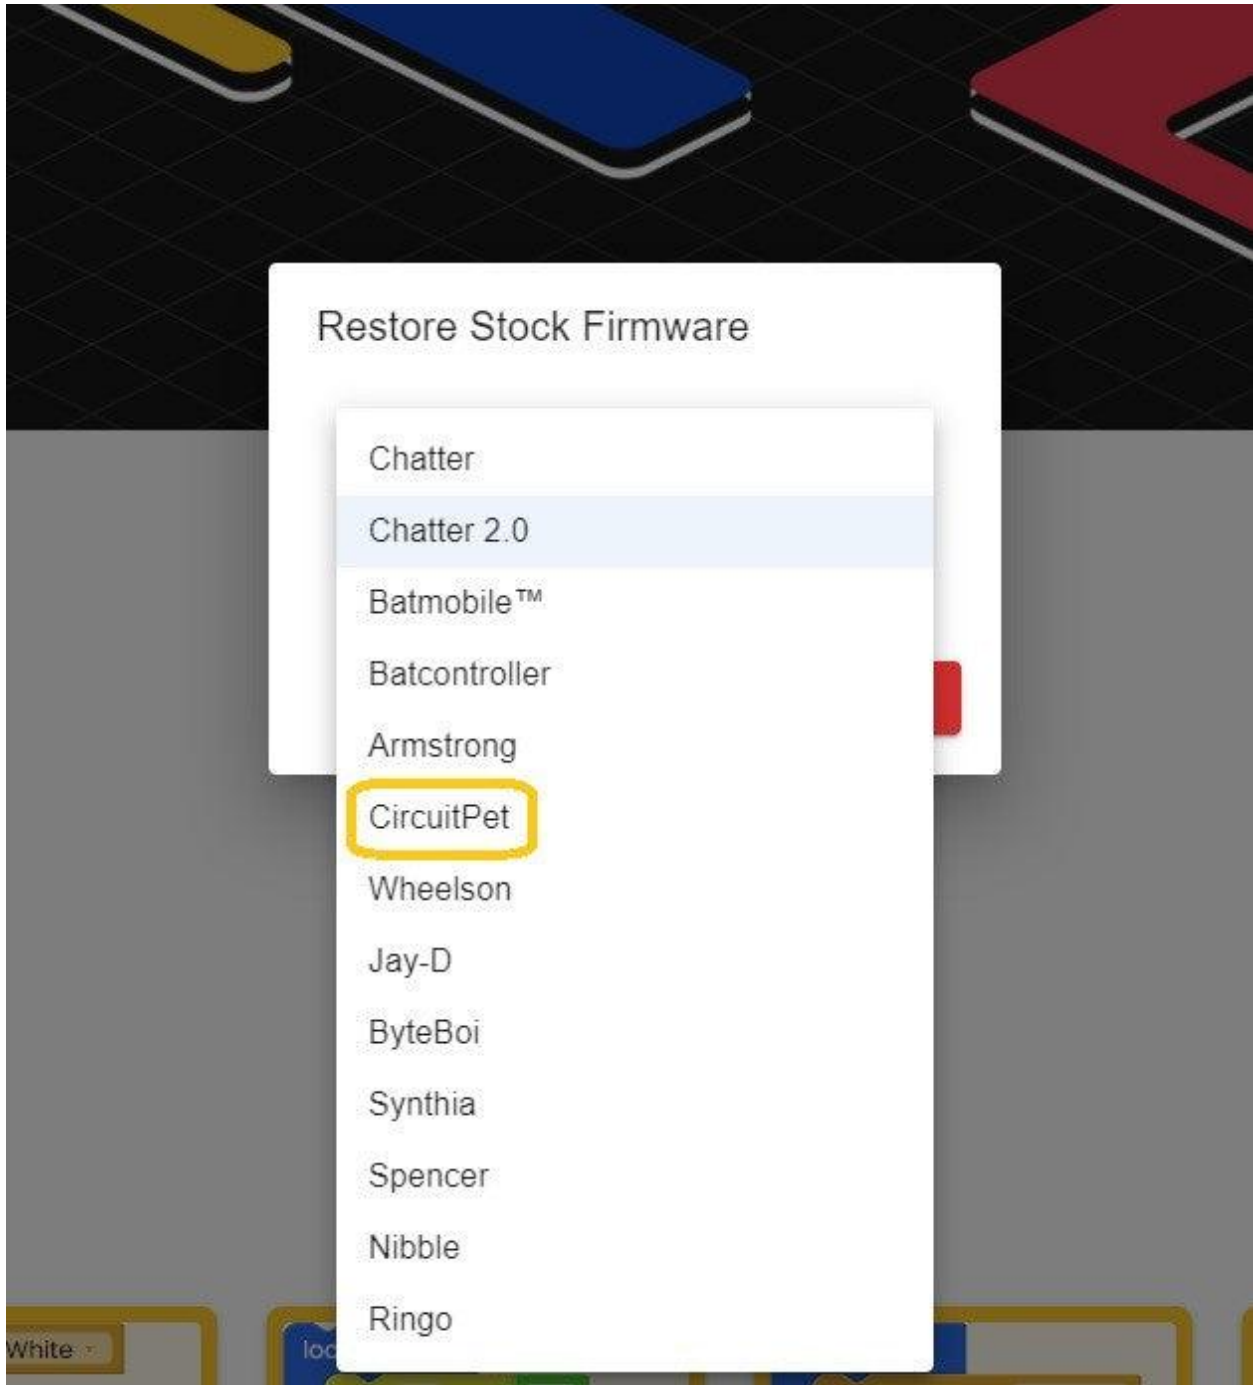 Restore Stock Firmware
Chatter
Chatter 2.0
Batmobile™
Batcontroller
Armstrong
CircuitPet
Wheelson
Jay-D
ByteBoi
Synthia
Spencer
Nibble
Ringo
White